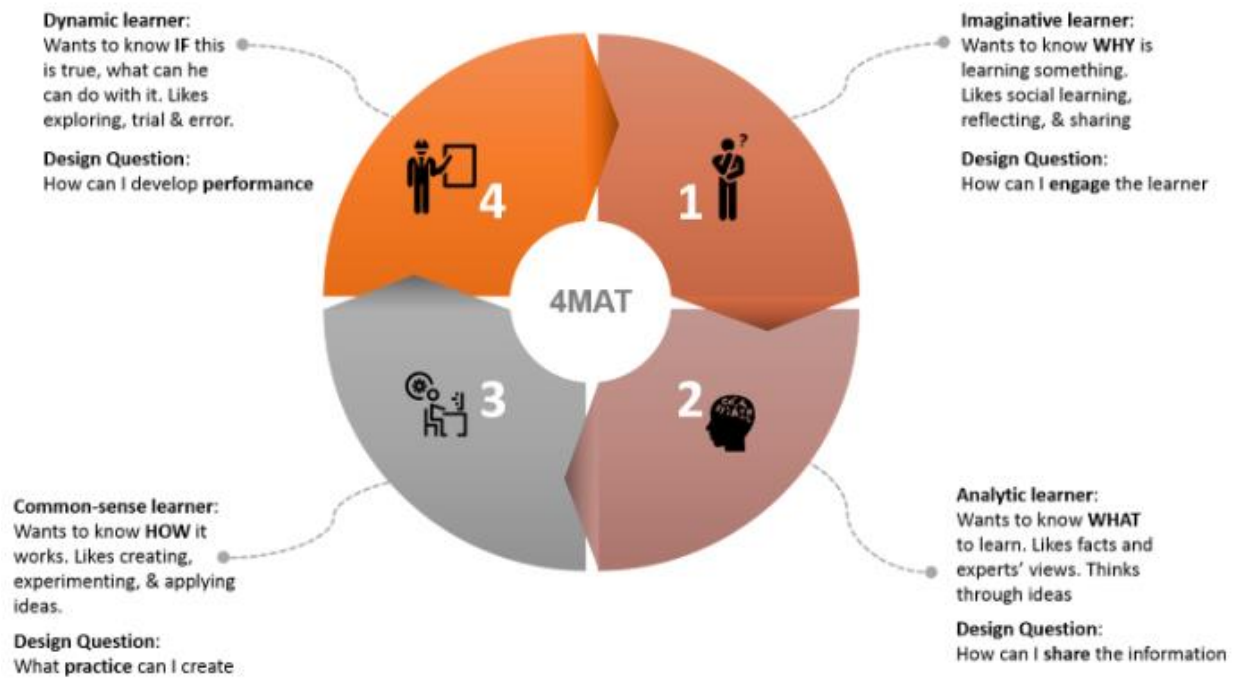 Dynamic learner:
Wants to know IF this
is true, what can he
can do with it. Likes
exploring, trial & error.
Design Question:
How can I develop performance
Imaginative learner:
Wants to know WHY is
learning something.
Likes social learning,
reflecting, & sharing
Design Question:
How can I engage the learner
?
4
1
4MAT
3
2
Common-sense learner:
Wants to know HOW it
works. Likes creating,
experimenting, & applying
ideas.
Design Question:
What practice can I create
Analytic learner:
Wants to know WHAT
to learn. Likes facts and
experts' views. Thinks
through ideas
Design Question:
How can I share the information